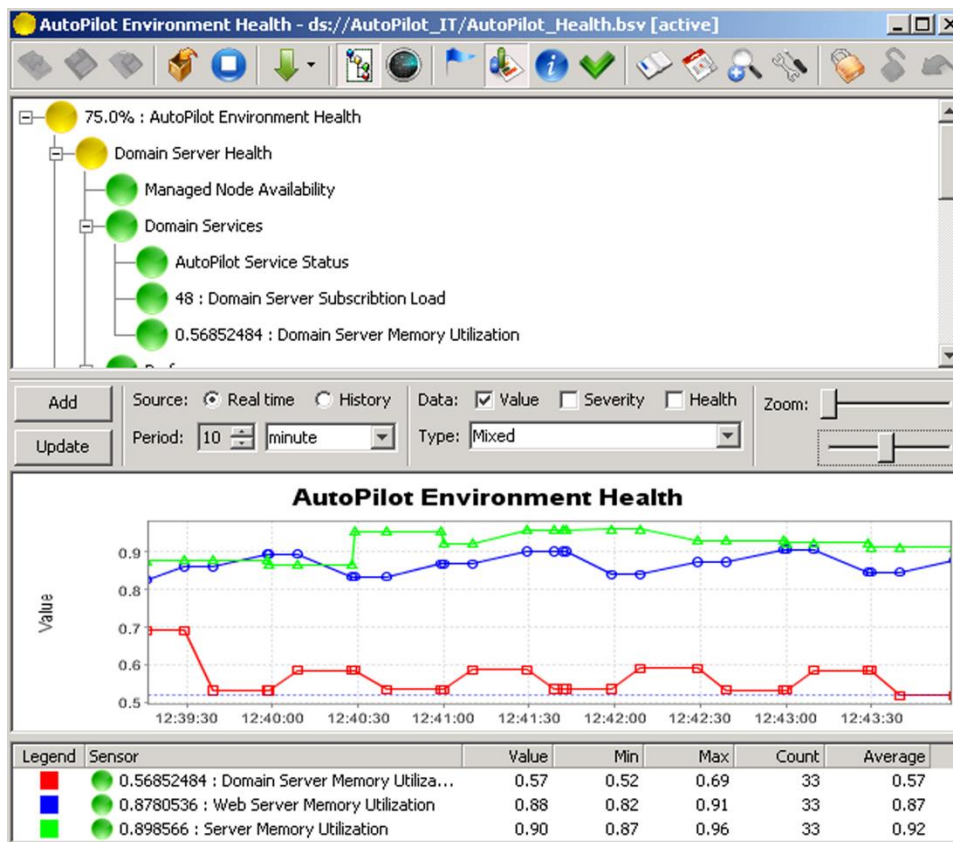 AutoPilot Environment Health - ds://AutoPilot_IT/AutoPilot_Health.bsv [active]
75.0% : AutoPilot Environment Health
Domain Server Health
Managed Node Availability
Domain Services
AutoPilot Service Status
48 : Domain Server Subscribtion Load
0.56852484 : Domain Server Memory Utilization
Add
Source: Real time History
Data: Value Severity Health
Zoom:
Update
Period: 10 minute
Type: Mixed
AutoPilot Environment Health
Value
0.9
0.8
0.7
0.6
0.5
12:39:30 12:40:00 12:40:30 12:41:00 12:41:30 12:42:00 12:42:30 12:43:00 12:43:30
Legend Sensor Value Min Max Count Average
0.56852484 : Domain Server Memory Utiliza... 0.57 0.52 0.69 33 0.57
0.8780536 : Web Server Memory Utilization 0.88 0.82 0.91 33 0.87
0.898566 : Server Memory Utilization 0.90 0.87 0.96 33 0.92